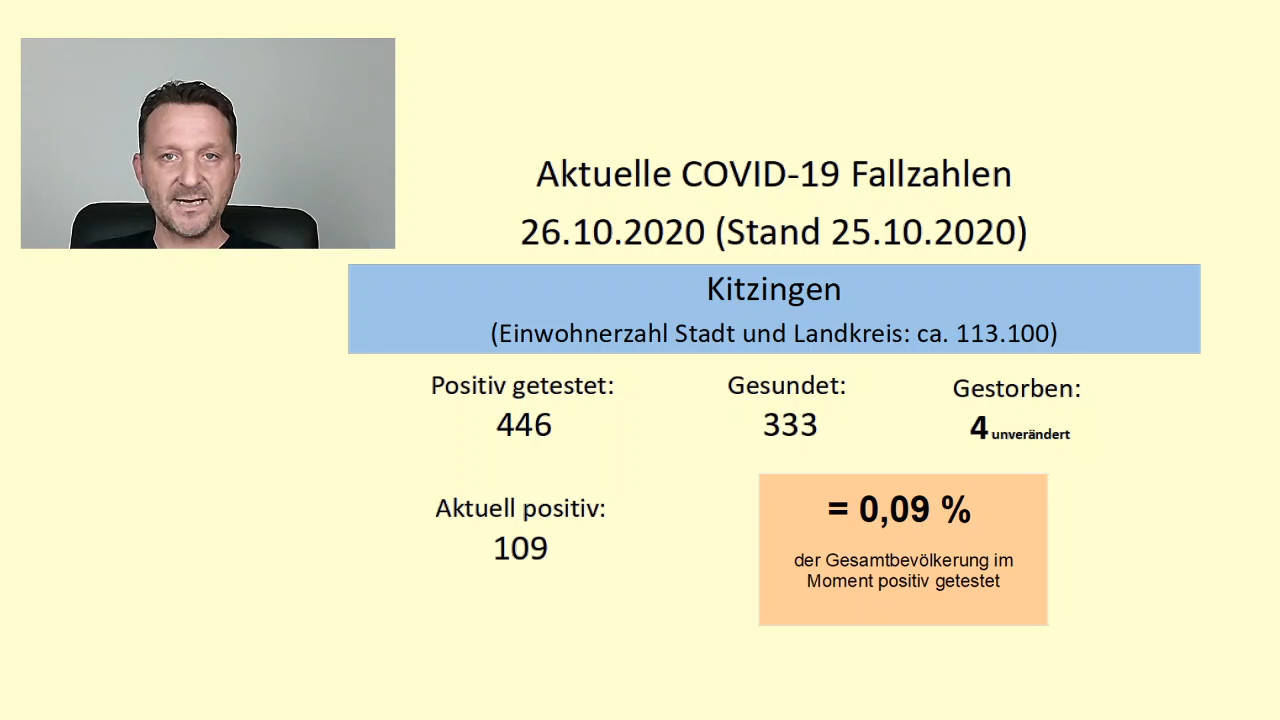 Aktuelle COVID-19 Fallzahlen
26.10.2020 (Stand 25.10.2020)
Kitzingen
(Einwohnerzahl Stadt und Landkreis: ca. 113.100)
Positiv getestet:
446
Gesundet:
333
Gestorben:
4 unverändert
Aktuell positiv:
109
= 0,09 %
der Gesamtbevölkerung im
Moment positiv getestet